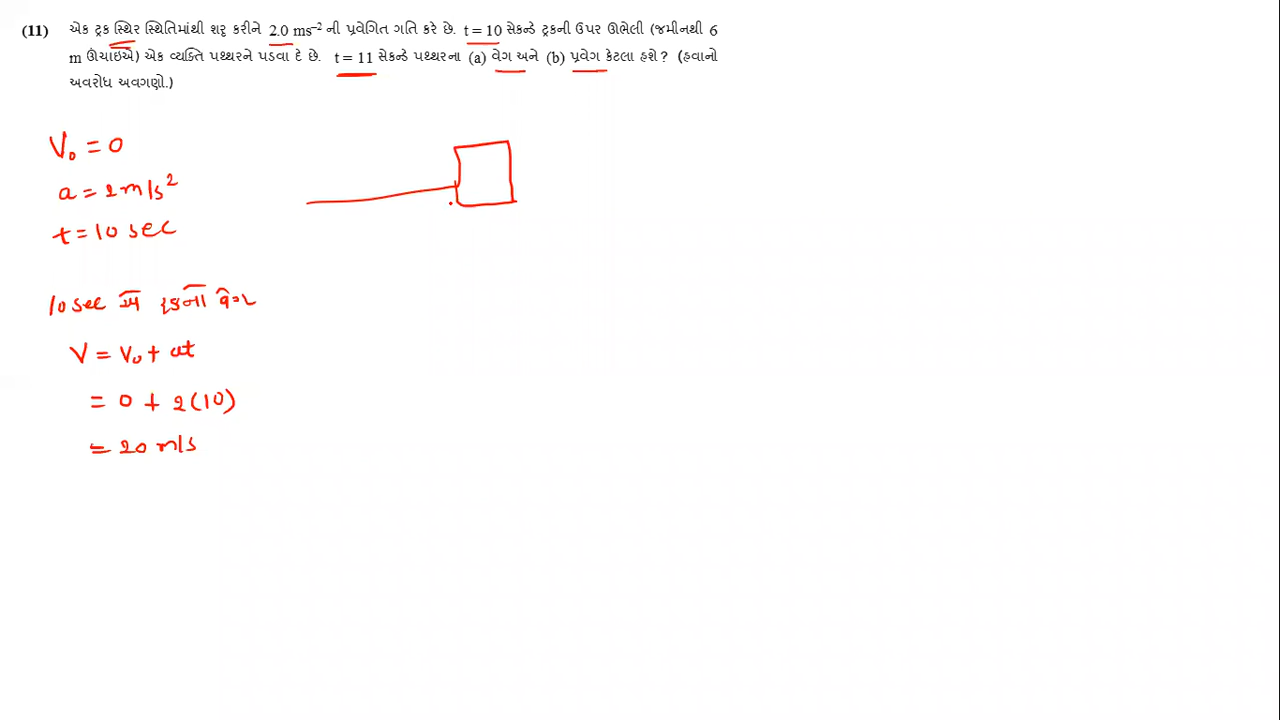 (11) એક ટ્રક સ્થિર સ્થિતિમાંથી શરૂ કરીને 2.0 ms⁻² ની પ્રવેગિત ગતિ કરે છે. t = 10 સેકન્ડે ટ્રકની ઉપર ઊભેલી (જમીનથી 6
m ઊંચાઇએ) એક વ્યક્તિ પથ્થરને પડવા દે છે. t = 11 સેકન્ડે પથ્થરના (a) વેગ અને (b) પ્રવેગ કેટલા હશે ? (હવાનો
અવરોધ અવગણો.)
V₀ = 0
a = 2 m/s²
t = 10 sec
10 sec એ ટ્રકનો વેગ
V = V₀ + at
= 0 + 2(10)
= 20 m/s